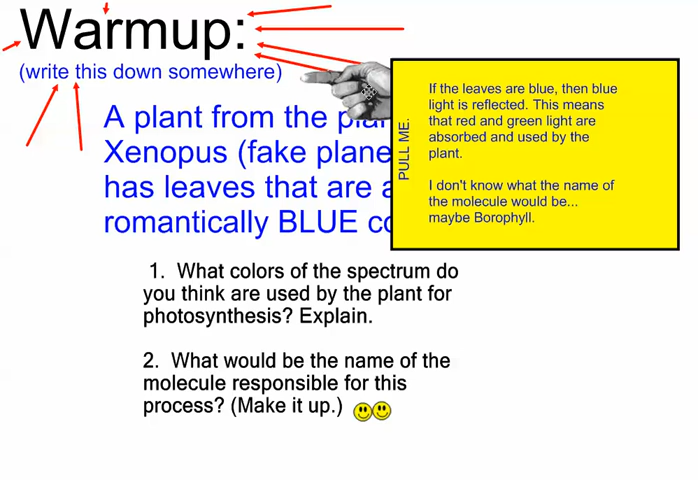 Warmup:
(write this down somewhere)
A plant from the
Xenopus (fake plane
has leaves that are a
romantically BLUE co
PULL ME.
If the leaves are blue, then blue
light is reflected. This means
that red and green light are
absorbed and used by the
plant.
I don't know what the name of
the molecule would be...
maybe Borophyll.
1. What colors of the spectrum do
you think are used by the plant for
photosynthesis? Explain.
2. What would be the name of the
molecule responsible for this
process? (Make it up.)